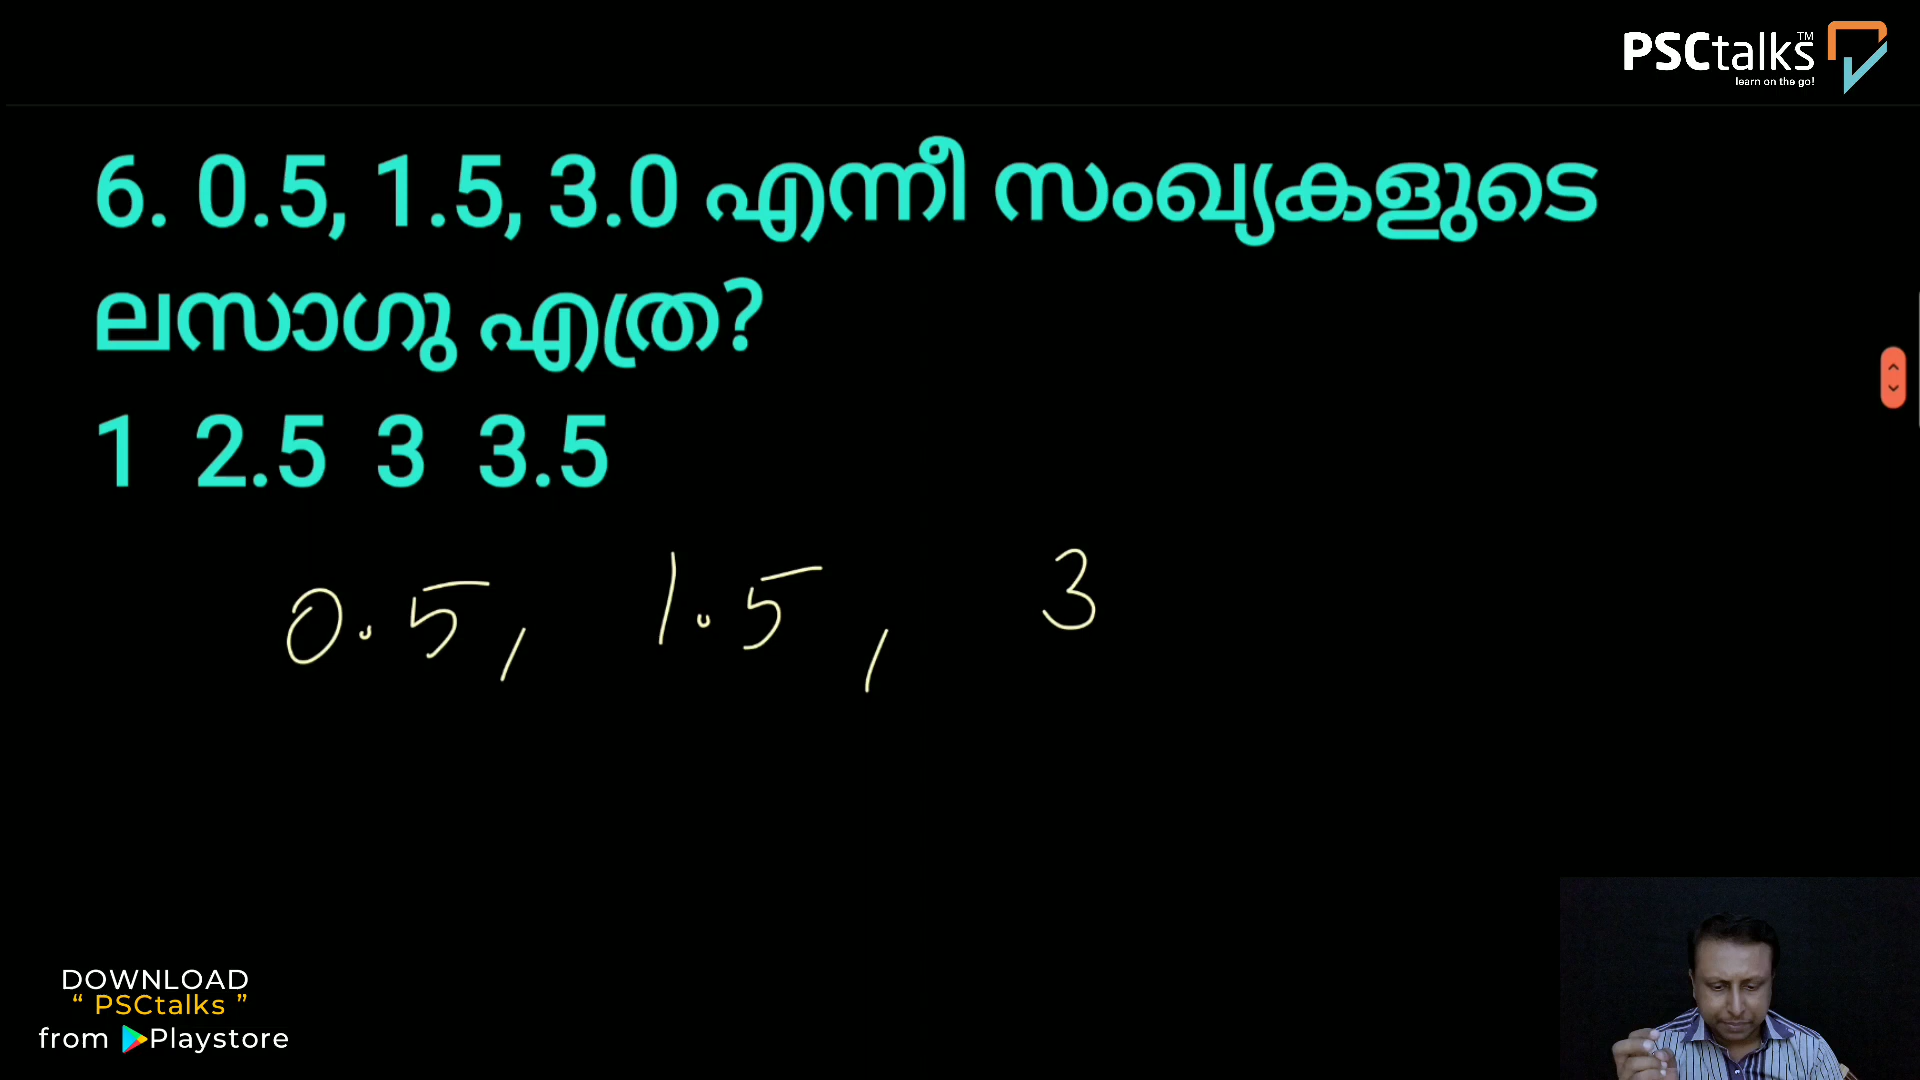 PSCtalks™
learn on the go!
6. 0.5, 1.5, 3.0 എന്നീ സംഖ്യകളുടെ
ലസാഗു എത്ര?
1 2.5 3 3.5
0.5, 1.5, 3
DOWNLOAD
“ PSCtalks ”
from Playstore